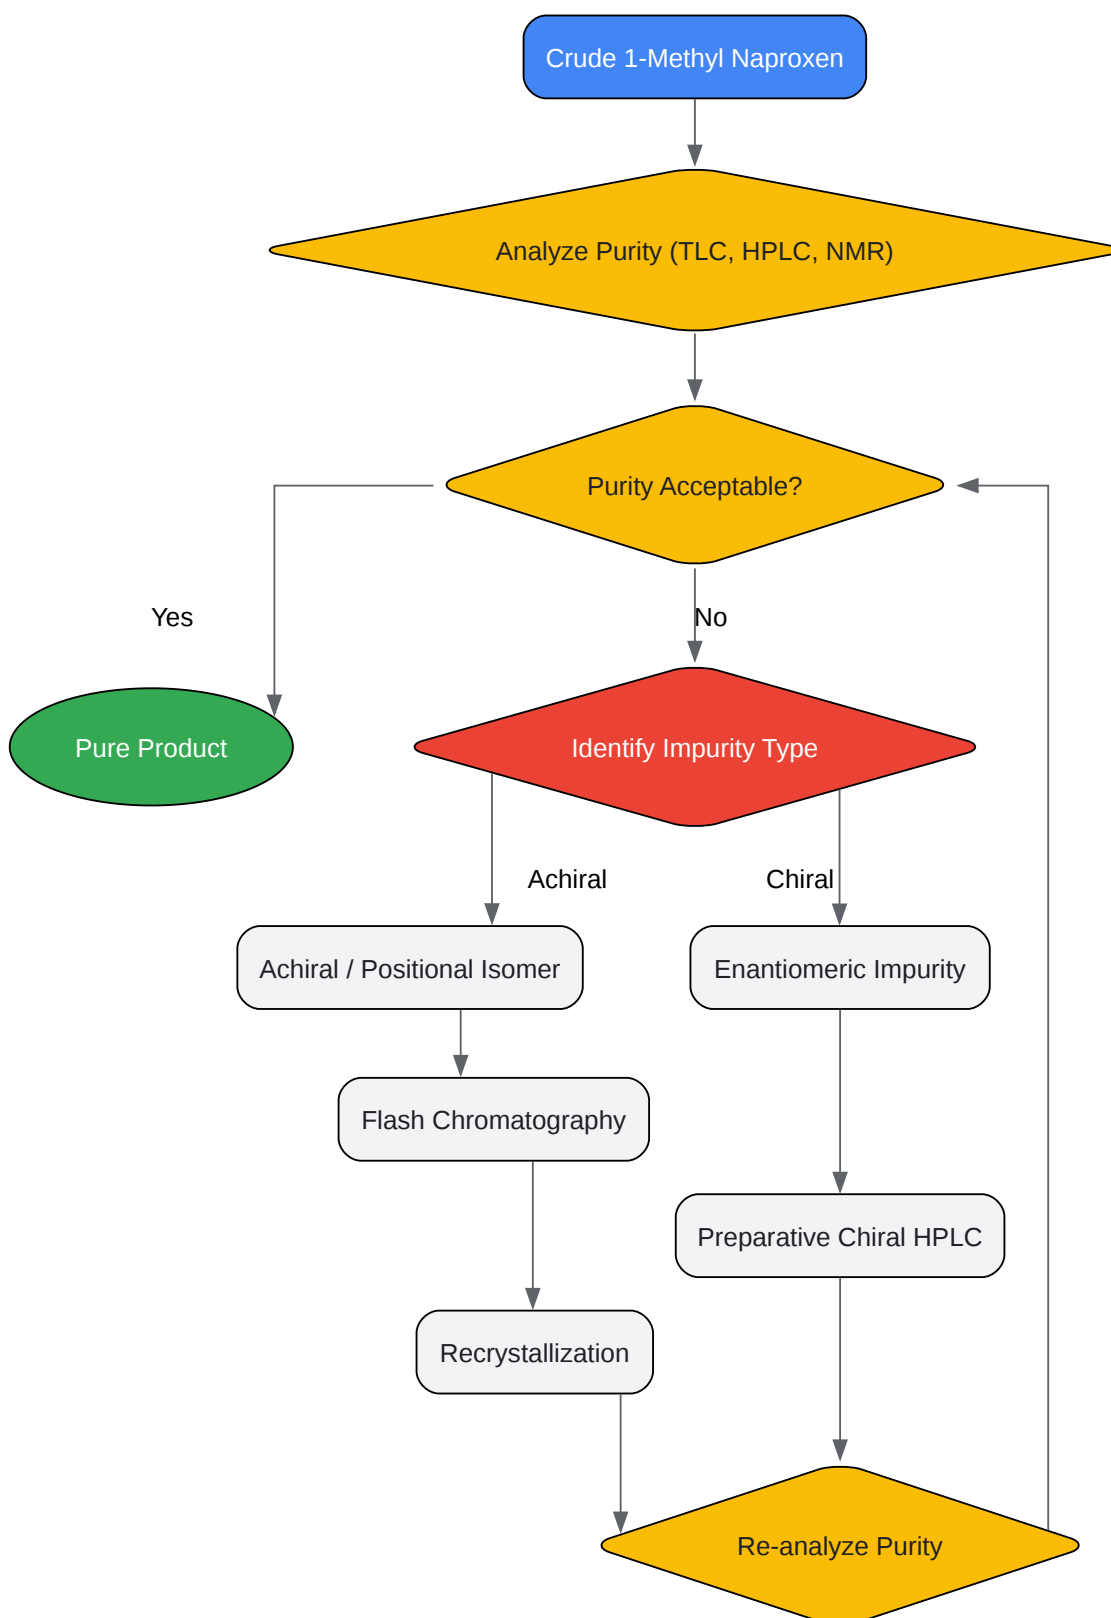 Crude 1-Methyl Naproxen
Analyze Purity (TLC, HPLC, NMR)
Purity Acceptable?
Yes
No
Pure Product
Identify Impurity Type
Achiral
Chiral
Achiral / Positional Isomer
Enantiomeric Impurity
Flash Chromatography
Preparative Chiral HPLC
Recrystallization
Re-analyze Purity